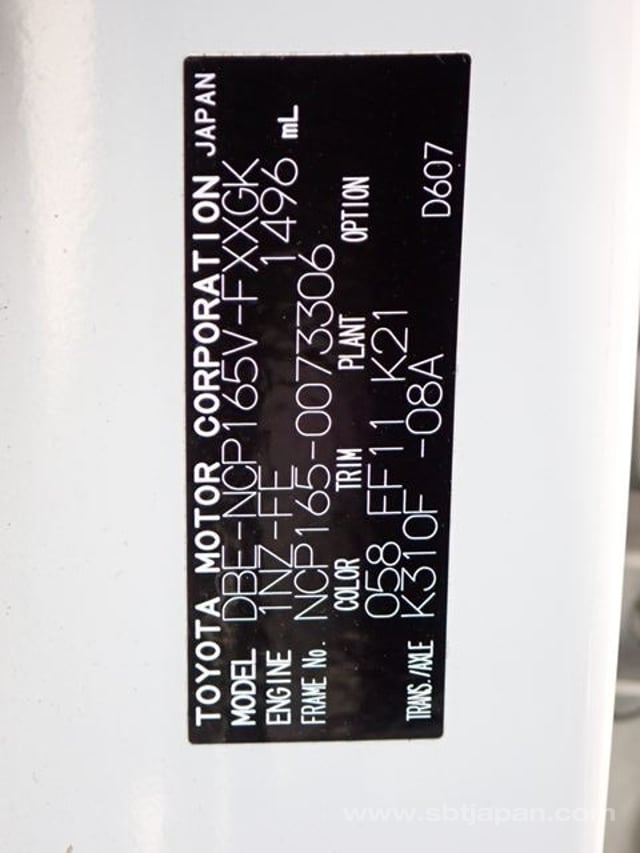 TOYOTA MOTOR CORPORATION JAPAN
MODEL DBE-NCP165V-FXXGK
ENGINE 1NZ-FE 1496 mL
FRAME No. NCP165-0073306
COLOR TRIM PLANT OPTION
058 FF11 K21
TRANS./AXLE K310F -08A D607
www.sbtjapan.com